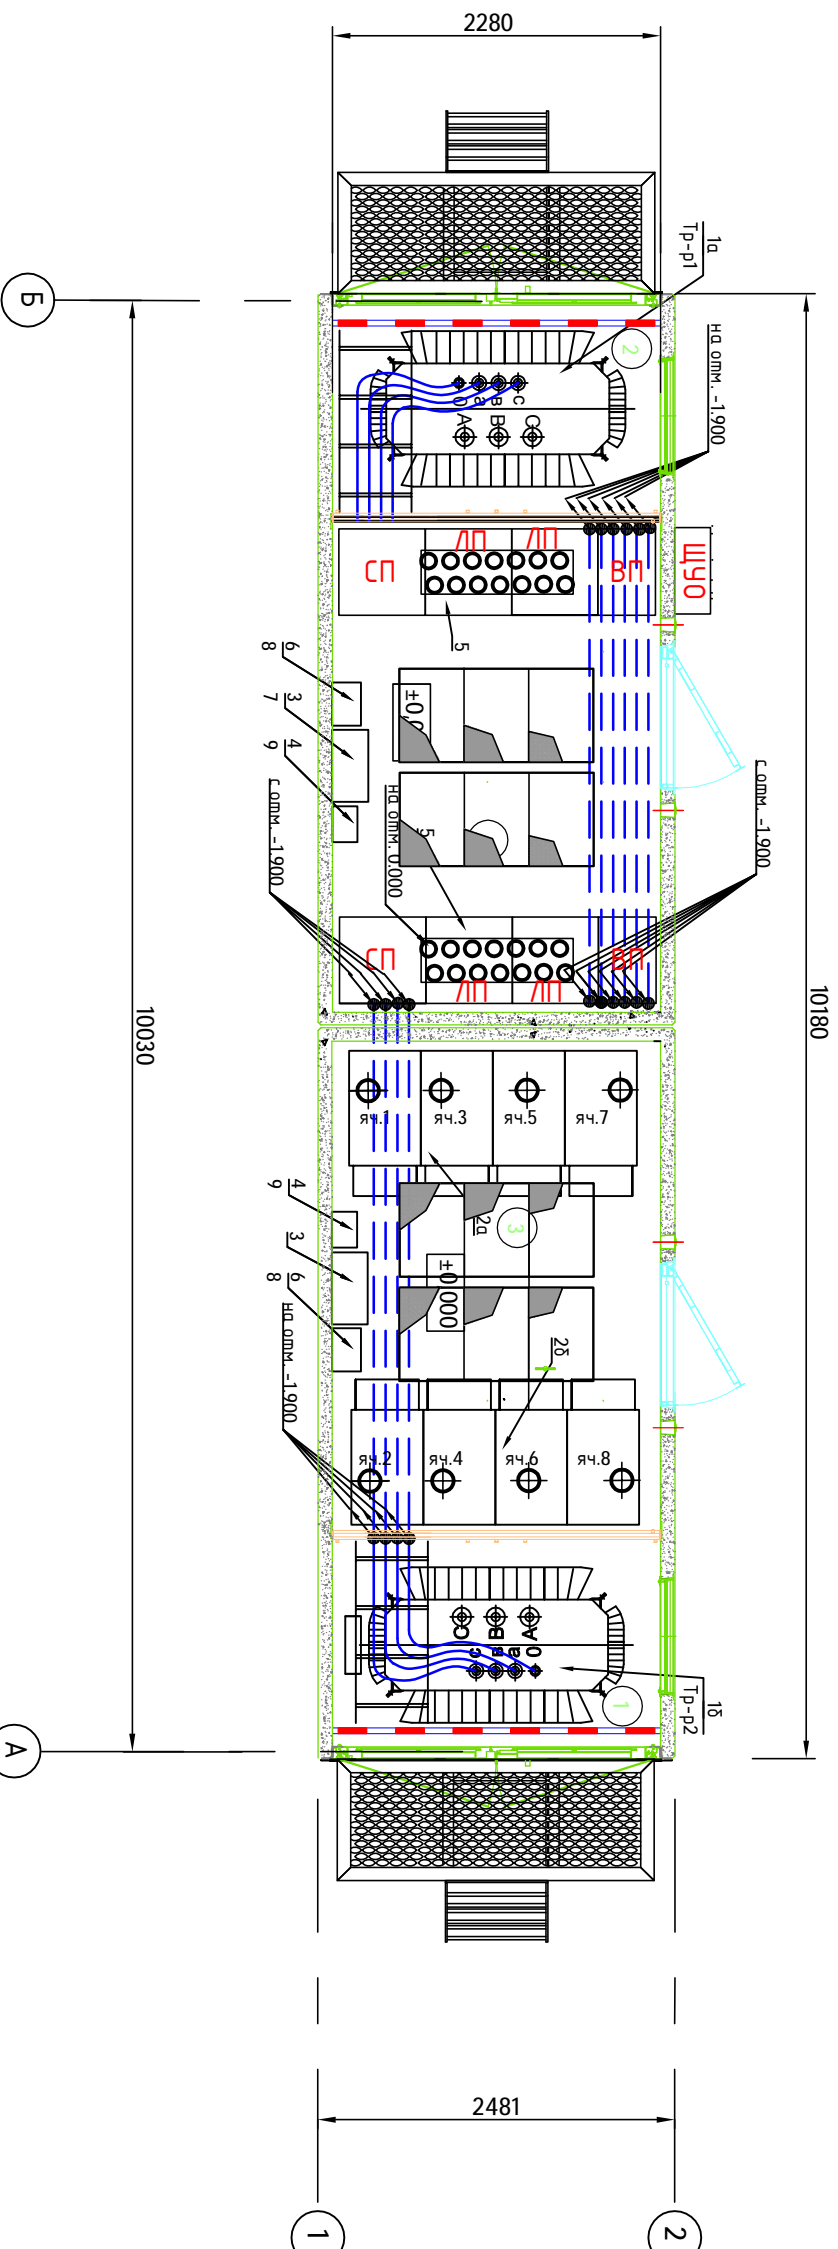 2280
1а
Тр-р1
Б
2
на отм. -1.900
с
в
а
0
С
В
А
ЩУО
СП
ЛП
ЛП
ВП
5
6
8
3
7
4
9
±0,0
с отм. -1.900
с отм. -1.900
5
на отм. 0.000
СП
ЛП
ЛП
ВП
10180
10030
яч.1
яч.3
яч.5
яч.7
2а
3
4
9
3
6
8
±0,000
2б
на отм. -1.900
яч.2
яч.4
яч.6
яч.8
С
В
А
с
в
а
0
1
1б
Тр-р2
А
2481
1
2